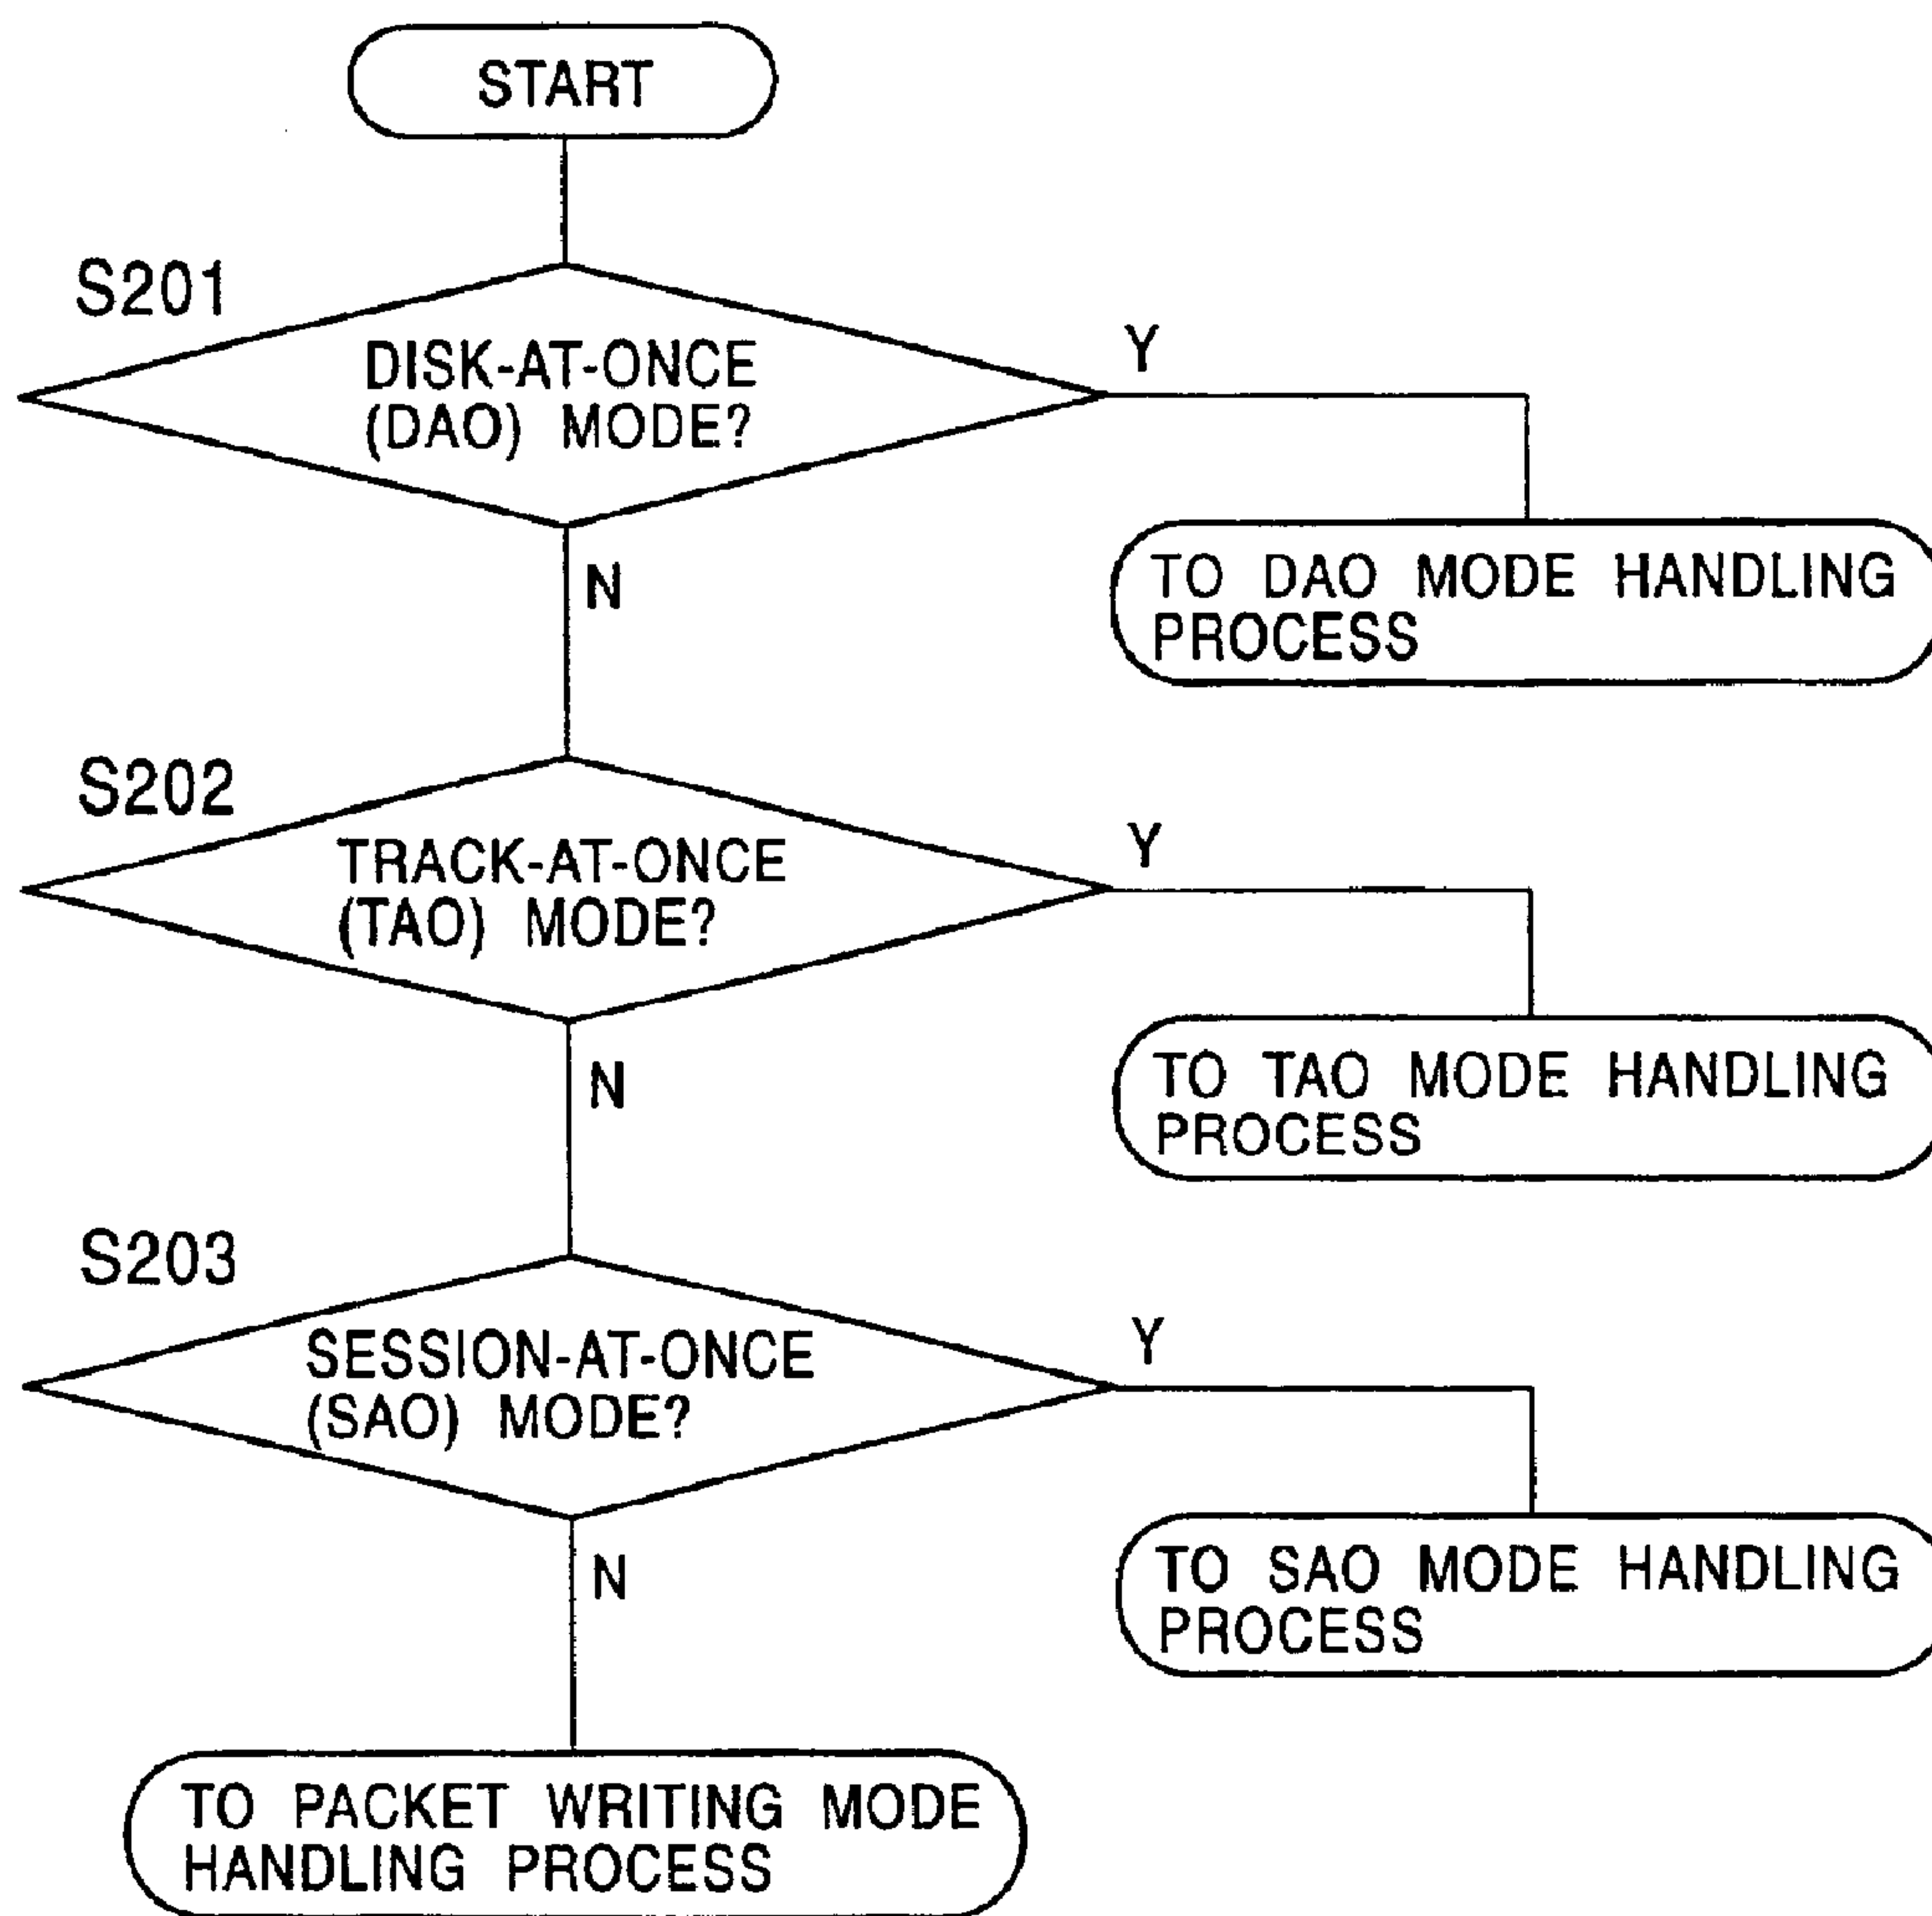 START
S201
DISK-AT-ONCE
(DAO) MODE?
Y
TO DAO MODE HANDLING
PROCESS
N
S202
TRACK-AT-ONCE
(TAO) MODE?
Y
TO TAO MODE HANDLING
PROCESS
N
S203
SESSION-AT-ONCE
(SAO) MODE?
Y
TO SAO MODE HANDLING
PROCESS
N
TO PACKET WRITING MODE
HANDLING PROCESS